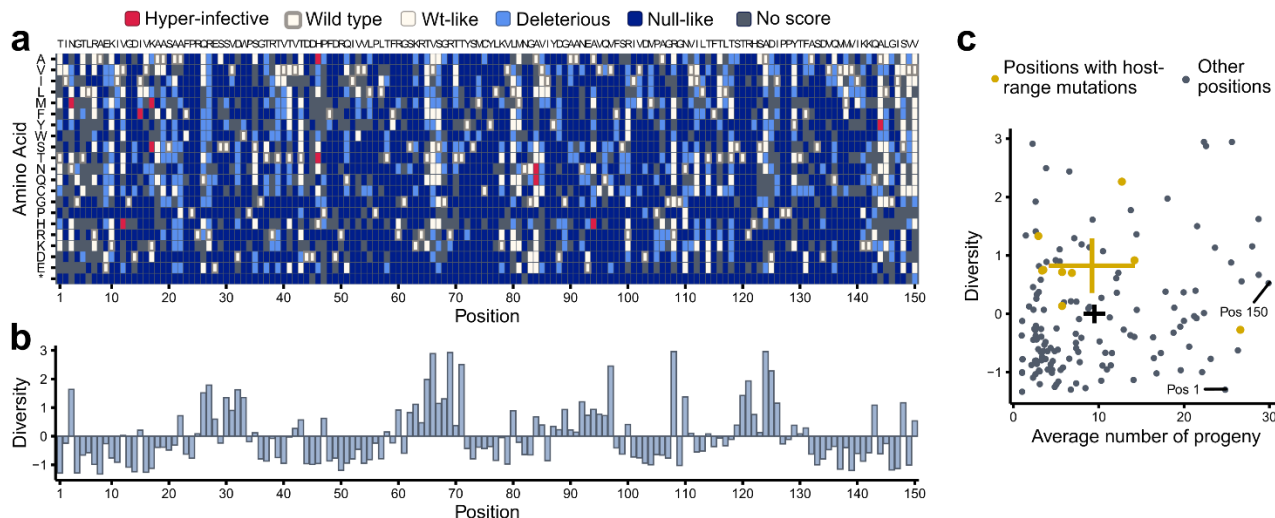 Hyper-infective Wild type Wt-like Deleterious Null-like No score
a
TINGTLRAEKIVGDIVKAASAAFPRQRESSVDWPSGTRTVTVTDDHPFDRQIVVLPLTFRGSKRTVSGRTTYSMCYLKVLMNGAVIYDGAANEAVQVFSRIVDMPAGRGNVILTFTLTSTRHSADIPPYTFASDVQVMVIKKQALGISVV
Amino Acid
A
V
I
L
M
F
Y
W
S
T
N
Q
C
G
P
H
R
K
D
E
*
1 10 20 30 40 50 60 70 80 90 100 110 120 130 140 150
Position
b
Diversity
3
2
1
0
−1
1 10 20 30 40 50 60 70 80 90 100 110 120 130 140 150
Position
c
Positions with host-
range mutations
Other
positions
Diversity
3
2
1
0
−1
Pos 150
Pos 1
0 10 20 30
Average number of progeny